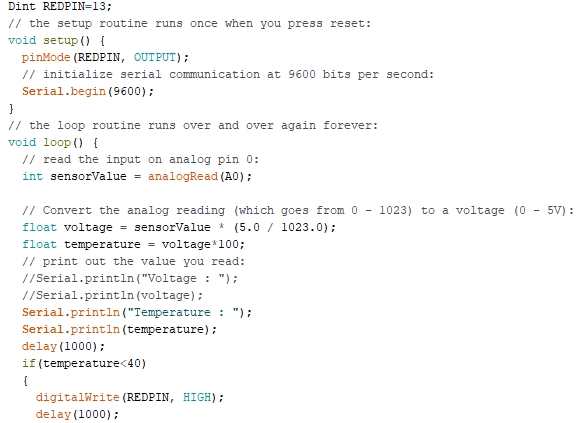 Dint REDPIN=13;
// the setup routine runs once when you press reset:
void setup() {
  pinMode(REDPIN, OUTPUT);
  // initialize serial communication at 9600 bits per second:
  Serial.begin(9600);
}
// the loop routine runs over and over again forever:
void loop() {
  // read the input on analog pin 0:
  int sensorValue = analogRead(A0);

  // Convert the analog reading (which goes from 0 - 1023) to a voltage (0 - 5V):
  float voltage = sensorValue * (5.0 / 1023.0);
  float temperature = voltage*100;
  // print out the value you read:
  //Serial.println("Voltage : ");
  //Serial.println(voltage);
  Serial.println("Temperature : ");
  Serial.println(temperature);
  delay(1000);
  if(temperature<40)
  {
    digitalWrite(REDPIN, HIGH);
    delay(1000);